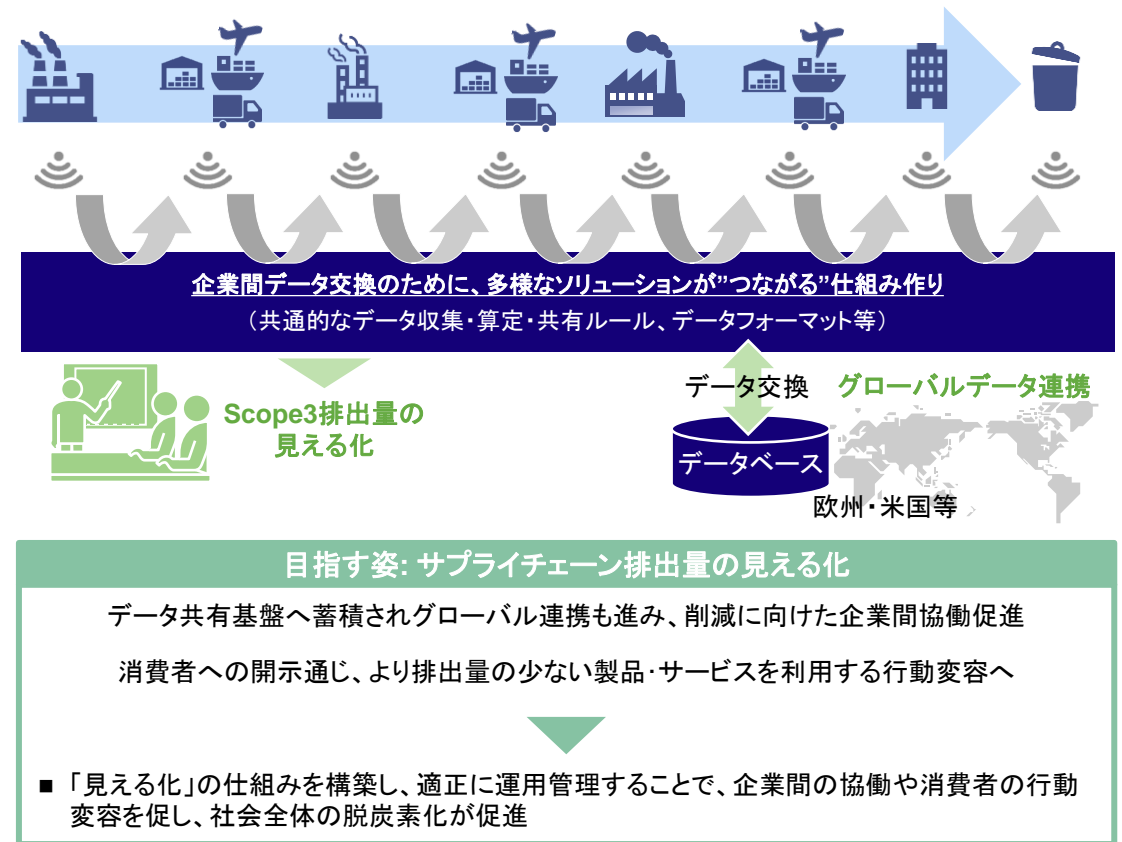 企業間データ交換のために、多様なソリューションが”つながる”仕組み作り
（共通的なデータ収集・算定・共有ルール、データフォーマット等）
Scope3排出量の
見える化
データ交換
グローバルデータ連携
データベース
欧州・米国等
目指す姿: サプライチェーン排出量の見える化
データ共有基盤へ蓄積されグローバル連携も進み、削減に向けた企業間協働促進
消費者への開示通じ、より排出量の少ない製品・サービスを利用する行動変容へ
■ 「見える化」の仕組みを構築し、適正に運用管理することで、企業間の協働や消費者の行動
変容を促し、社会全体の脱炭素化が促進